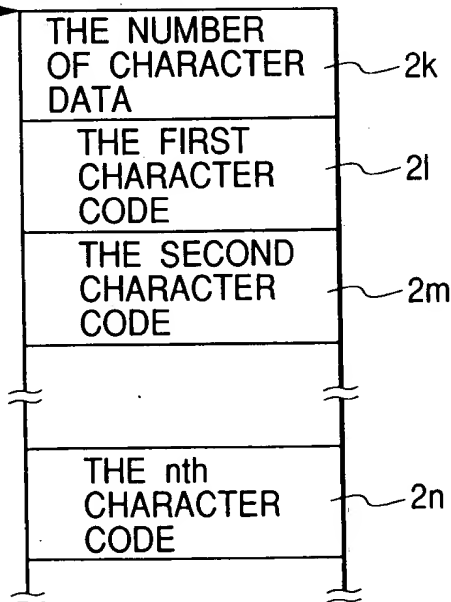 THE NUMBER
OF CHARACTER
DATA
2k
THE FIRST
CHARACTER
CODE
2l
THE SECOND
CHARACTER
CODE
2m
THE nth
CHARACTER
CODE
2n